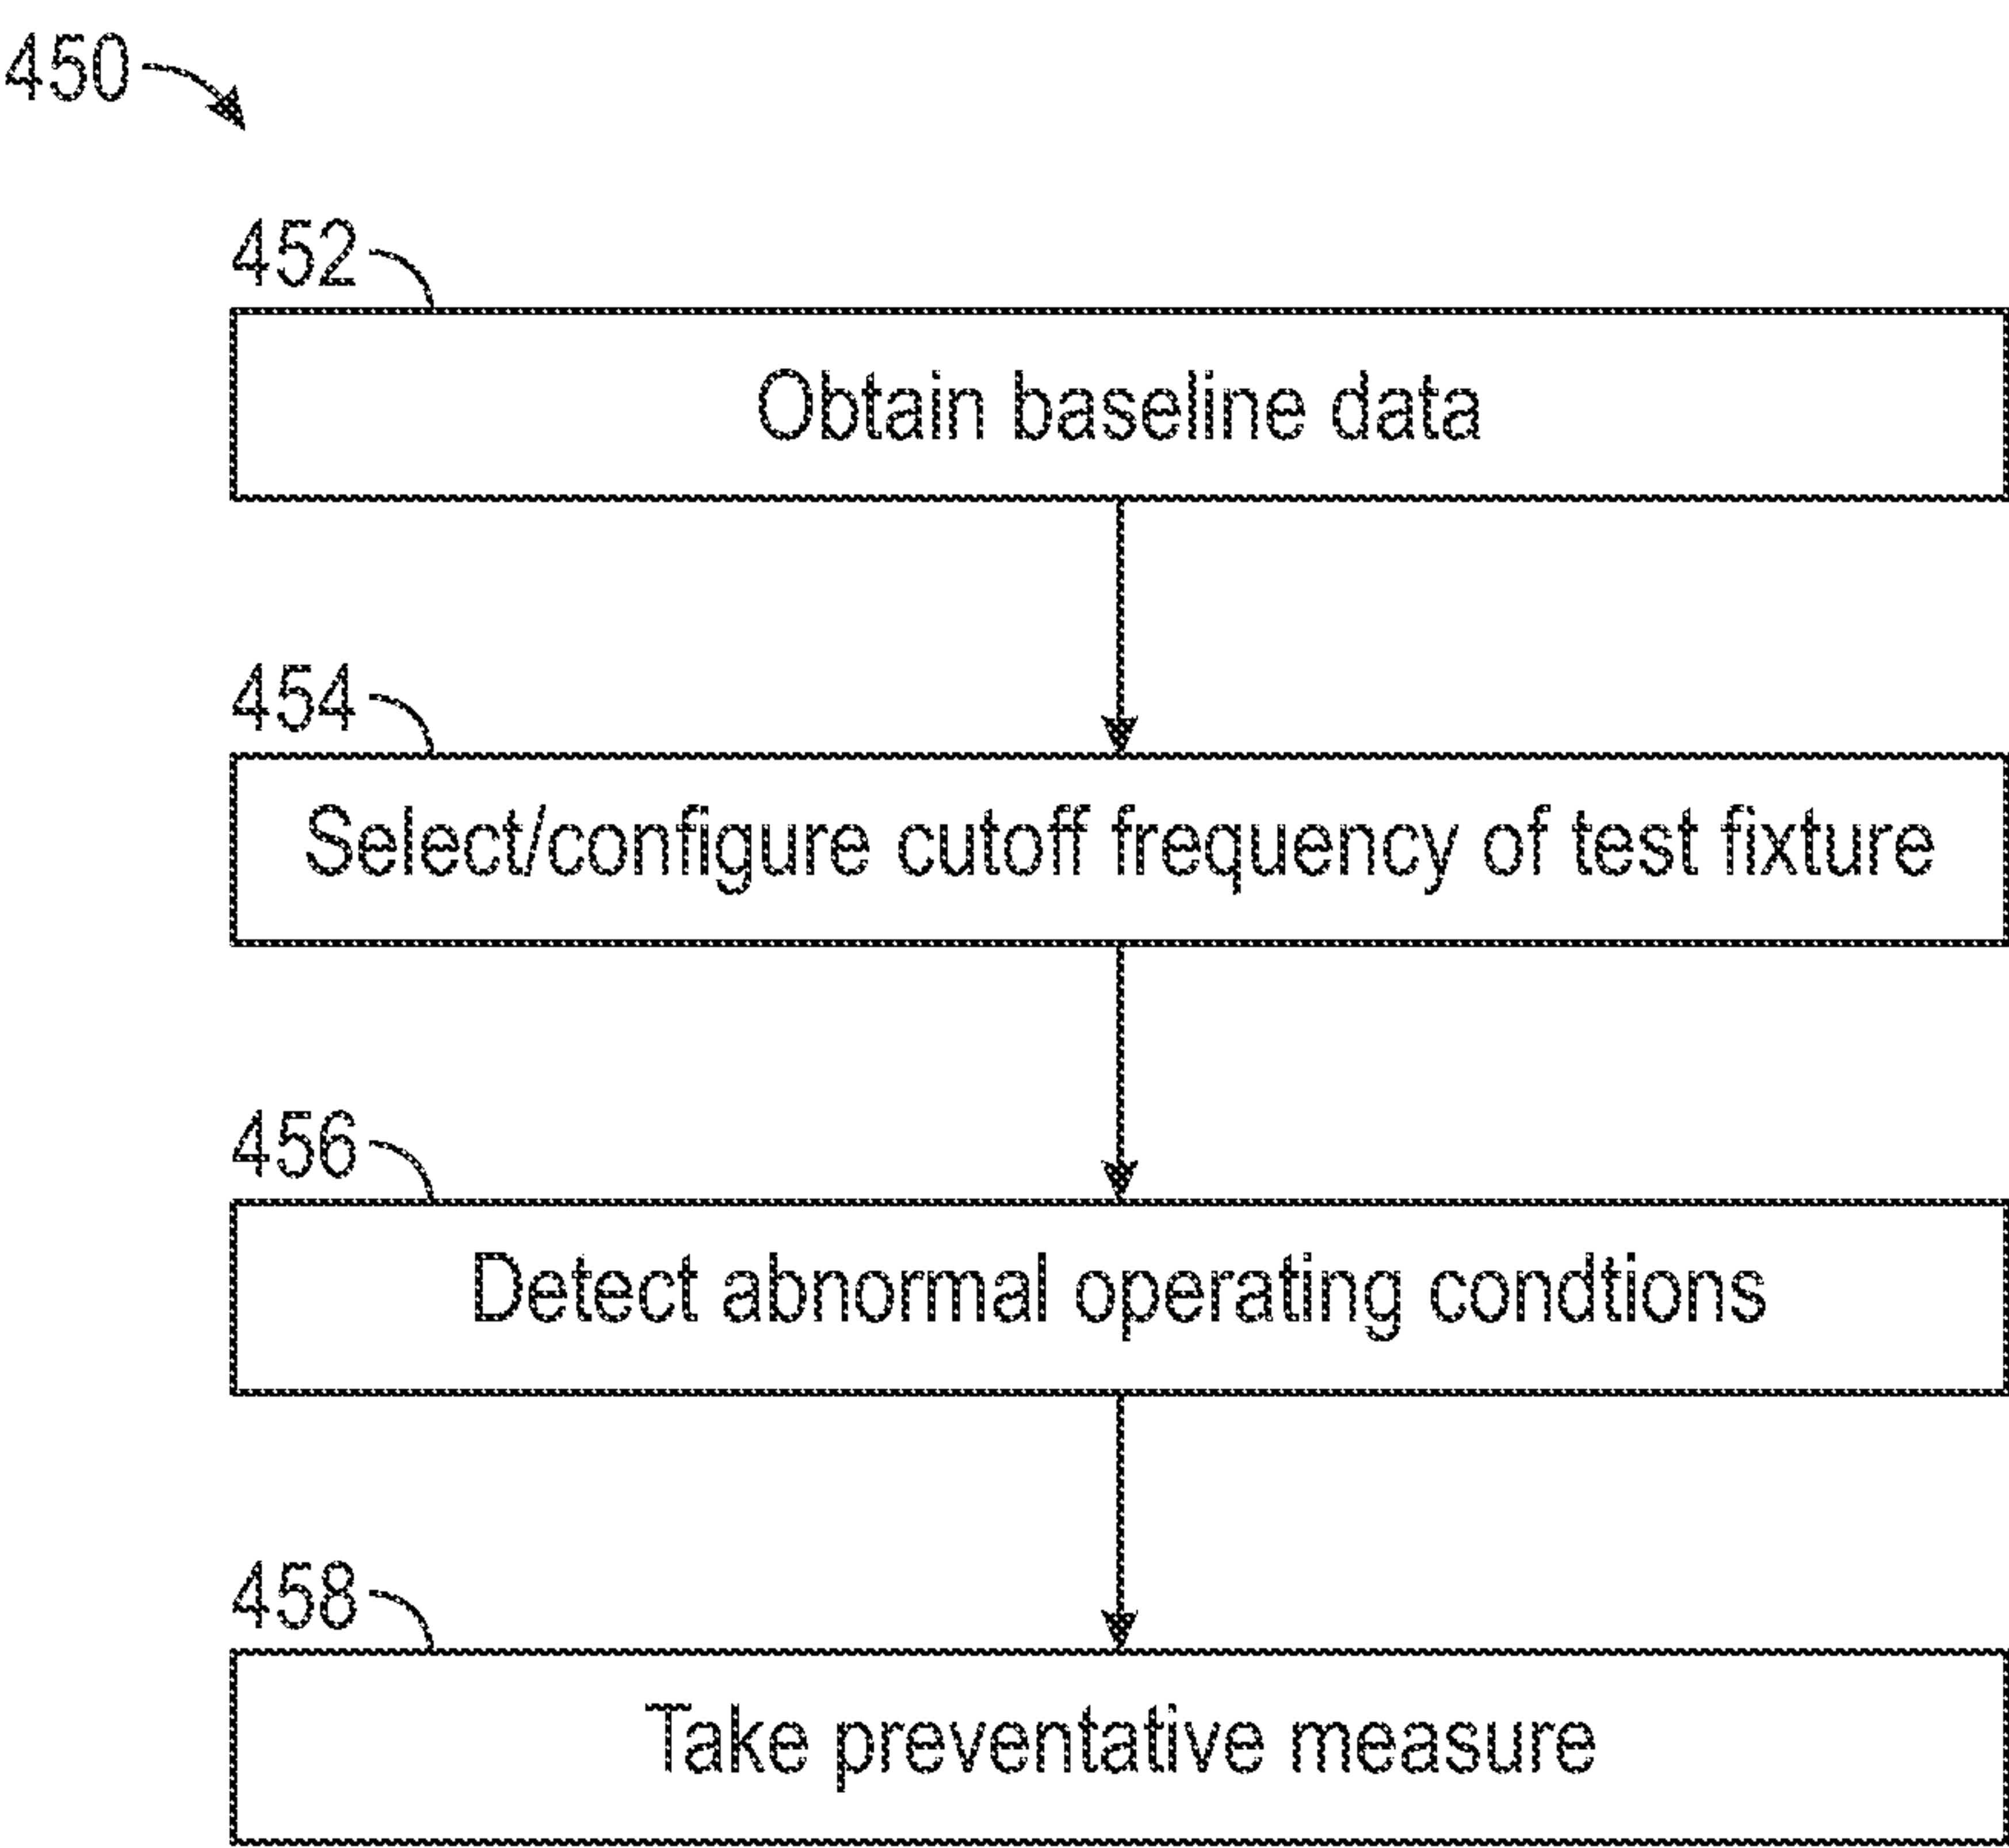 450
452
Obtain baseline data
454
Select/configure cutoff frequency of test fixture
456
Detect abnormal operating condtions
458
Take preventative measure